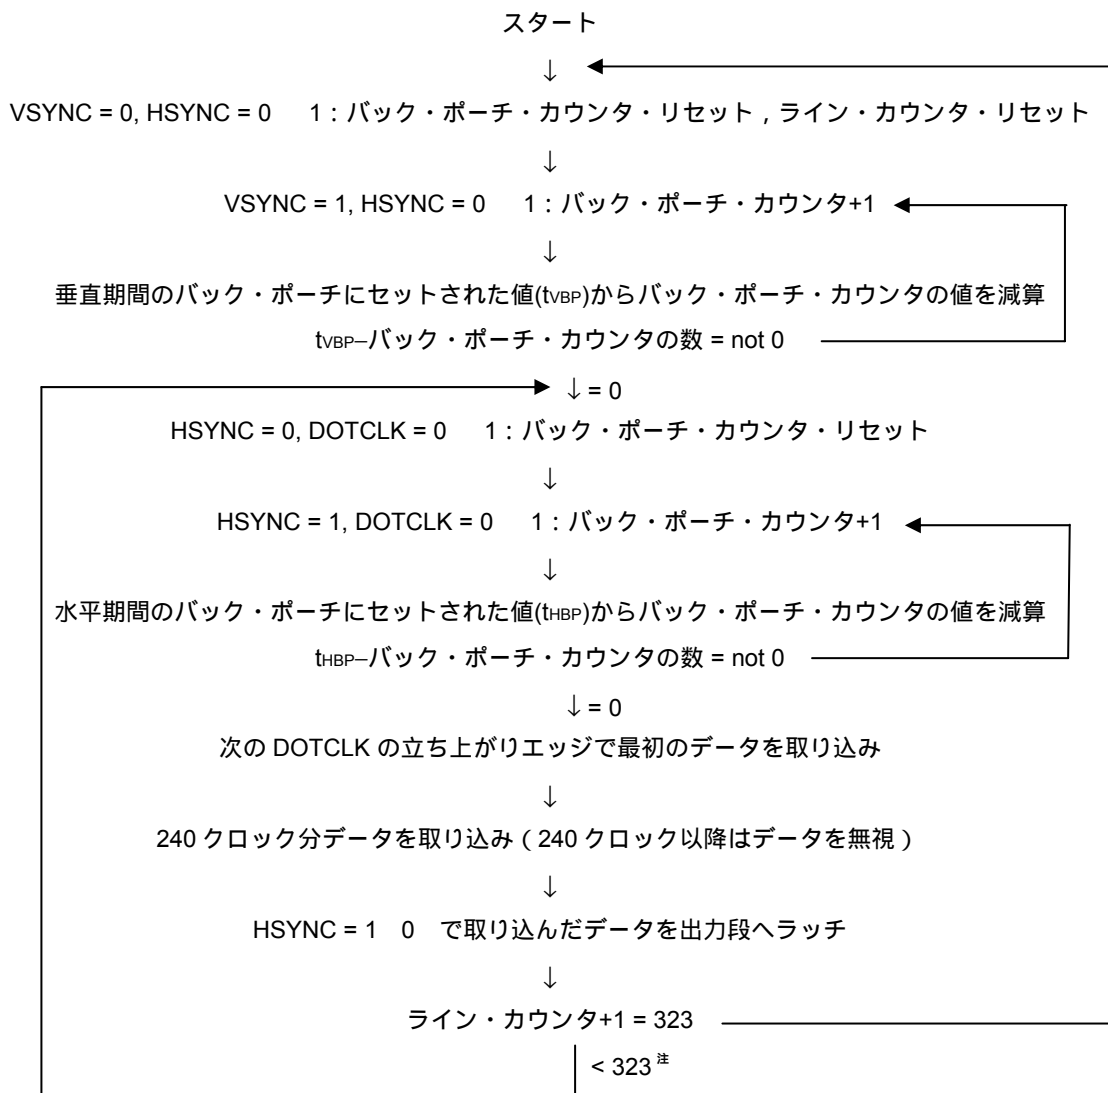 スタート
↓
VSYNC = 0, HSYNC = 0　1：バック・ポーチ・カウンタ・リセット，ライン・カウンタ・リセット
↓
VSYNC = 1, HSYNC = 0　1：バック・ポーチ・カウンタ+1
↓
垂直期間のバック・ポーチにセットされた値(tVBP)からバック・ポーチ・カウンタの値を減算
tVBP–バック・ポーチ・カウンタの数 = not 0
↓= 0
HSYNC = 0, DOTCLK = 0　1：バック・ポーチ・カウンタ・リセット
↓
HSYNC = 1, DOTCLK = 0　1：バック・ポーチ・カウンタ+1
↓
水平期間のバック・ポーチにセットされた値(tHBP)からバック・ポーチ・カウンタの値を減算
tHBP–バック・ポーチ・カウンタの数 = not 0
↓= 0
次の DOTCLK の立ち上がりエッジで最初のデータを取り込み
↓
240 クロック分データを取り込み（240 クロック以降はデータを無視）
↓
HSYNC = 1　0　で取り込んだデータを出力段へラッチ
↓
ライン・カウンタ+1 = 323
< 323 注